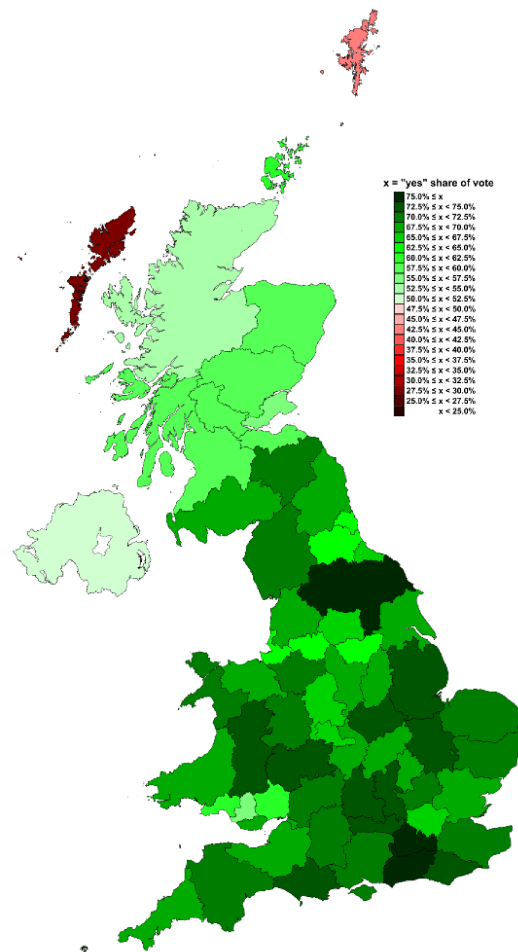 x = "yes" share of vote
75.0% ≤ x
72.5% ≤ x < 75.0%
70.0% ≤ x < 72.5%
67.5% ≤ x < 70.0%
65.0% ≤ x < 67.5%
62.5% ≤ x < 65.0%
60.0% ≤ x < 62.5%
57.5% ≤ x < 60.0%
55.0% ≤ x < 57.5%
52.5% ≤ x < 55.0%
50.0% ≤ x < 52.5%
47.5% ≤ x < 50.0%
45.0% ≤ x < 47.5%
42.5% ≤ x < 45.0%
40.0% ≤ x < 42.5%
37.5% ≤ x < 40.0%
35.0% ≤ x < 37.5%
32.5% ≤ x < 35.0%
30.0% ≤ x < 32.5%
27.5% ≤ x < 30.0%
25.0% ≤ x < 27.5%
x < 25.0%